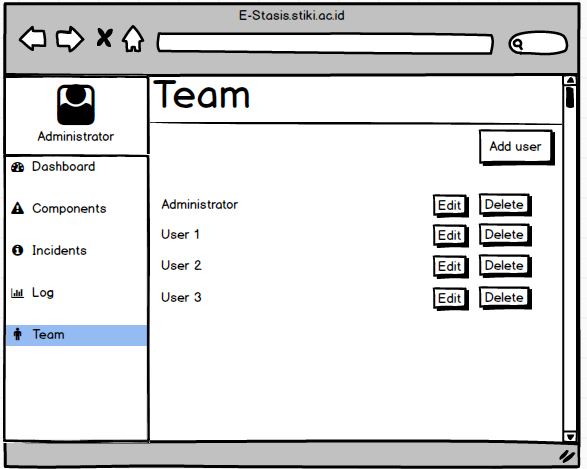 E-Stasis.stiki.ac.id
Team
Administrator
Add user
Dashboard
Components
Incidents
Log
Team
Administrator Edit Delete
User 1 Edit Delete
User 2 Edit Delete
User 3 Edit Delete